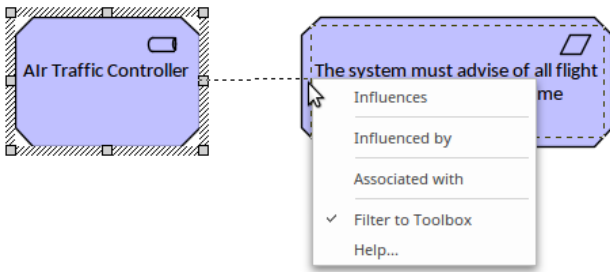 AIr Traffic Controller
The system must advise of all flight
me
Influences
Influenced by
Associated with
✓ Filter to Toolbox
Help...